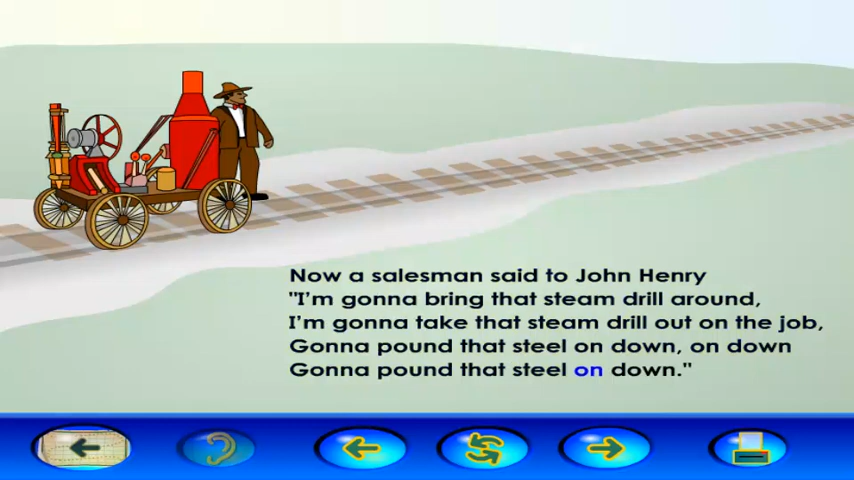 Now a salesman said to John Henry
"I'm gonna bring that steam drill around,
I'm gonna take that steam drill out on the job,
Gonna pound that steel on down, on down
Gonna pound that steel on down."